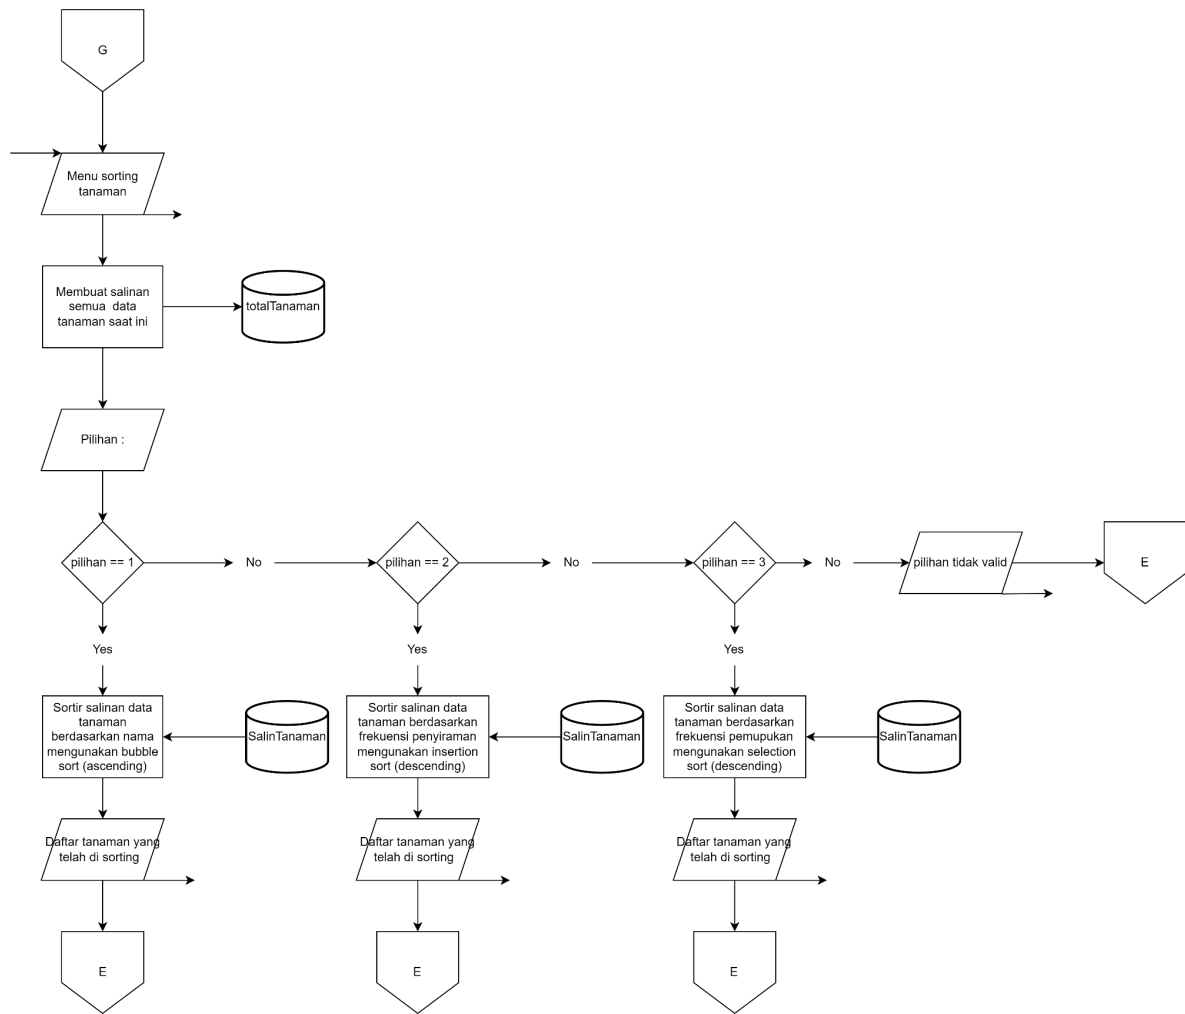 G
Menu sorting
tanaman
Membuat salinan
semua  data
tanaman saat ini
totalTanaman
Pilihan :
pilihan == 1
No
pilihan == 2
No
pilihan == 3
No
pilihan tidak valid
E
Yes
Yes
Yes
Sortir salinan data
tanaman
berdasarkan nama
mengunakan bubble
sort (ascending)
SalinTanaman
Sortir salinan data
tanaman berdasarkan
frekuensi penyiraman
mengunakan insertion
sort (descending)
SalinTanaman
Sortir salinan data
tanaman berdasarkan
frekuensi pemupukan
mengunakan selection
sort (descending)
SalinTanaman
Daftar tanaman yang
telah di sorting
Daftar tanaman yang
telah di sorting
Daftar tanaman yang
telah di sorting
E
E
E